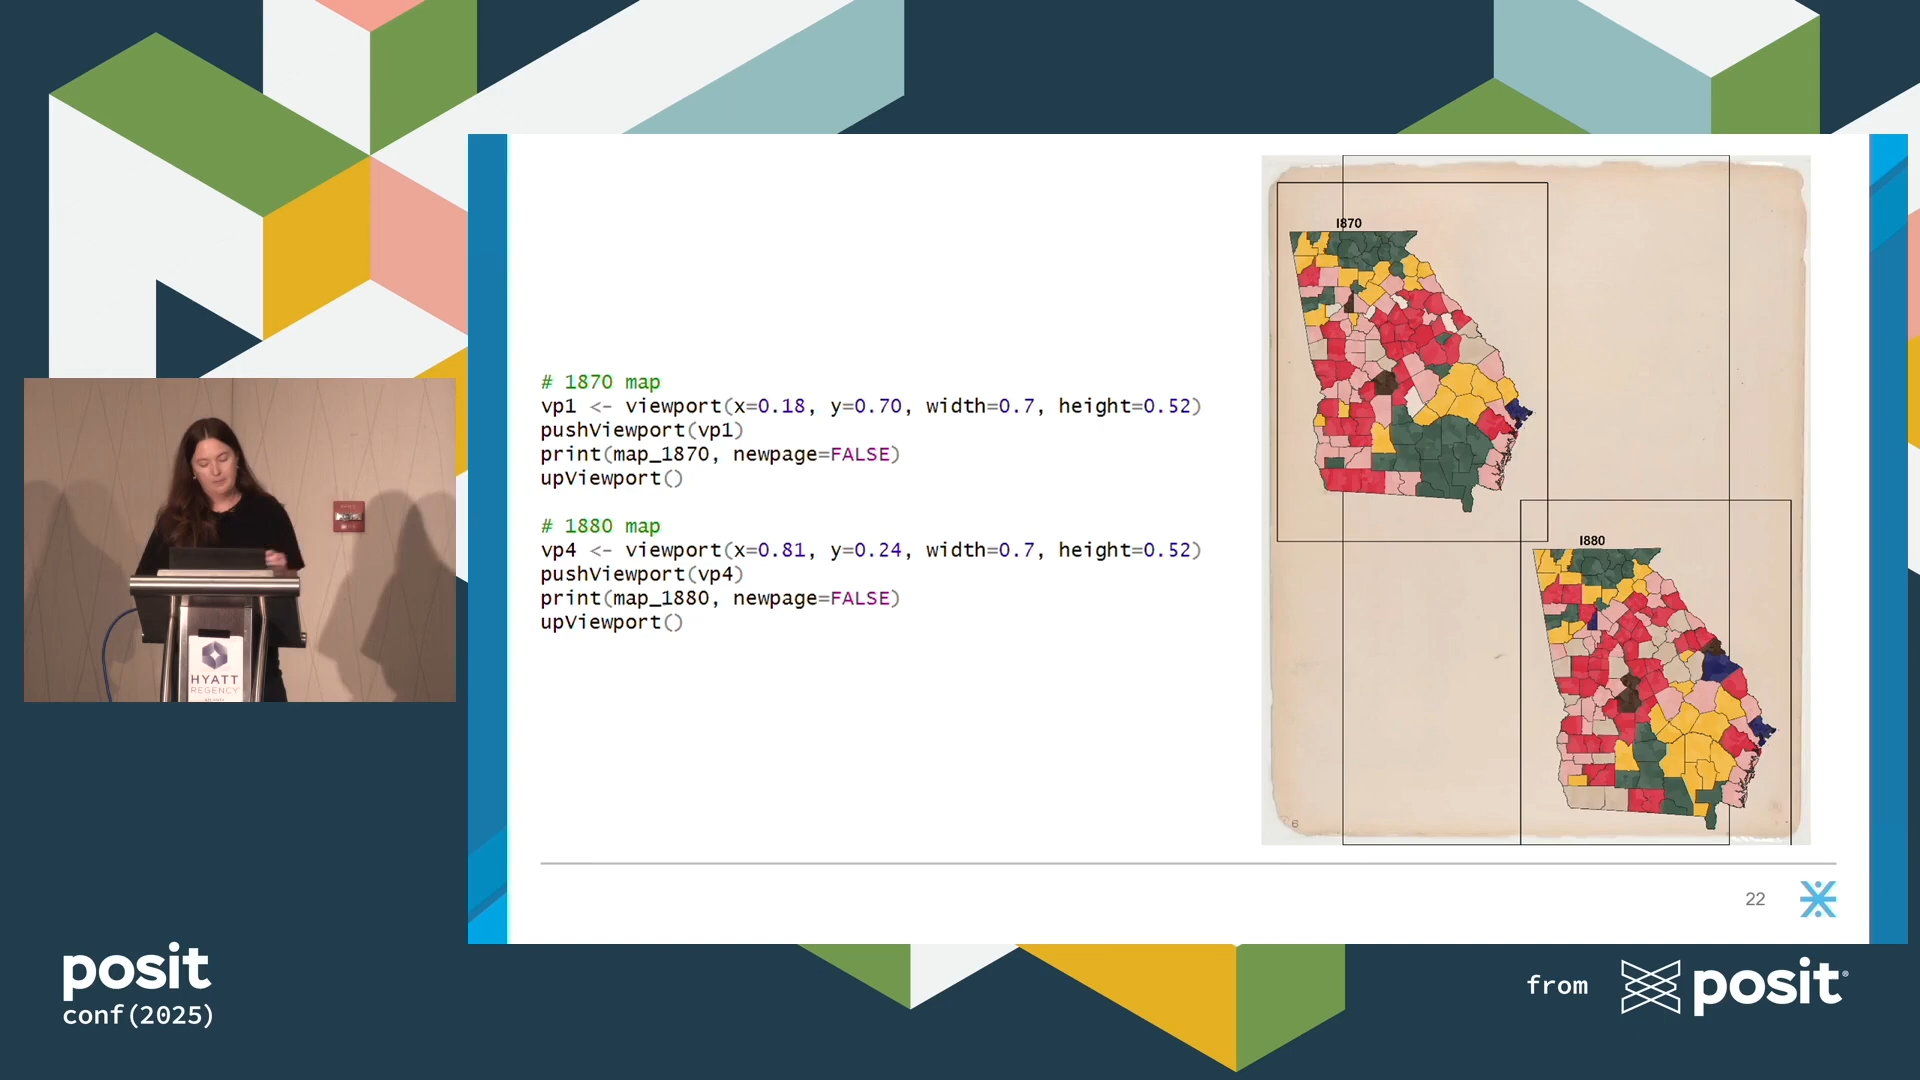 # 1870 map
vp1 <- viewport(x=0.18, y=0.70, width=0.7, height=0.52)
pushViewport(vp1)
print(map_1870, newpage=FALSE)
upViewport()
# 1880 map
vp4 <- viewport(x=0.81, y=0.24, width=0.7, height=0.52)
pushViewport(vp4)
print(map_1880, newpage=FALSE)
upViewport()
1870
1880
6
22
HYATT
REGENCY
posit
conf(2025)
from
posit